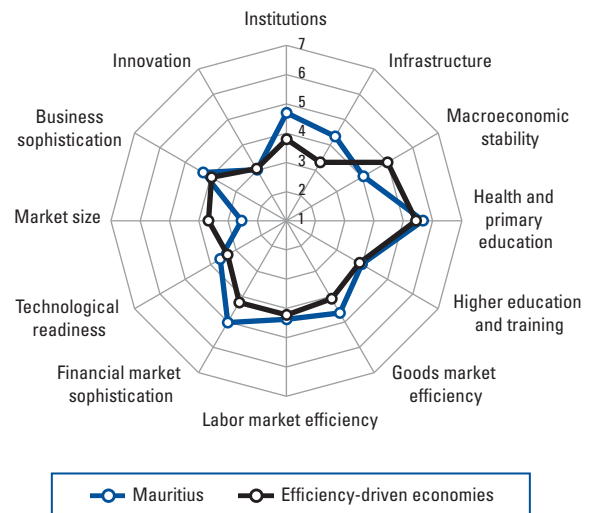 Institutions
7
Innovation
Infrastructure
6
5
Business
sophistication
Macroeconomic
stability
4
3
2
Market size
1
Health and
primary
education
Technological
readiness
Higher education
and training
Financial market
sophistication
Goods market
efficiency
Labor market efficiency
Mauritius
Efficiency-driven economies